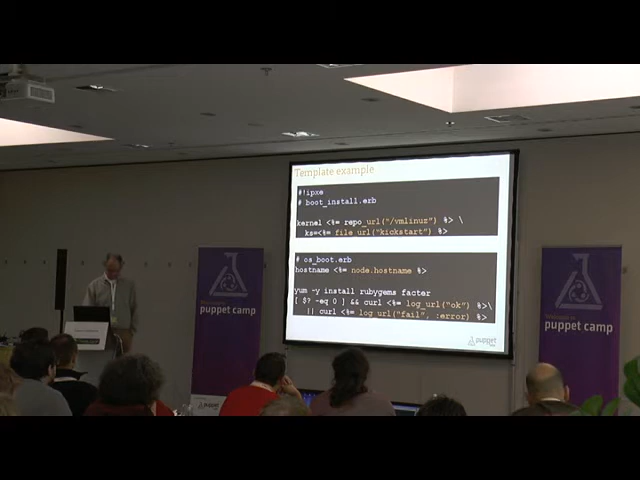 Template example
#!ipxe
# boot_install.erb
kernel <%= repo_url("/vmlinuz") %> \
ks=<%= file_url("kickstart") %>
# os_boot.erb
hostname <%= node.hostname %>
yum -y install rubygems facter
[ $? -eq 0 ] && curl <%= log_url("ok") %>\
|| curl <%= log_url("fail", :error) %>
puppet
puppet camp
puppet camp